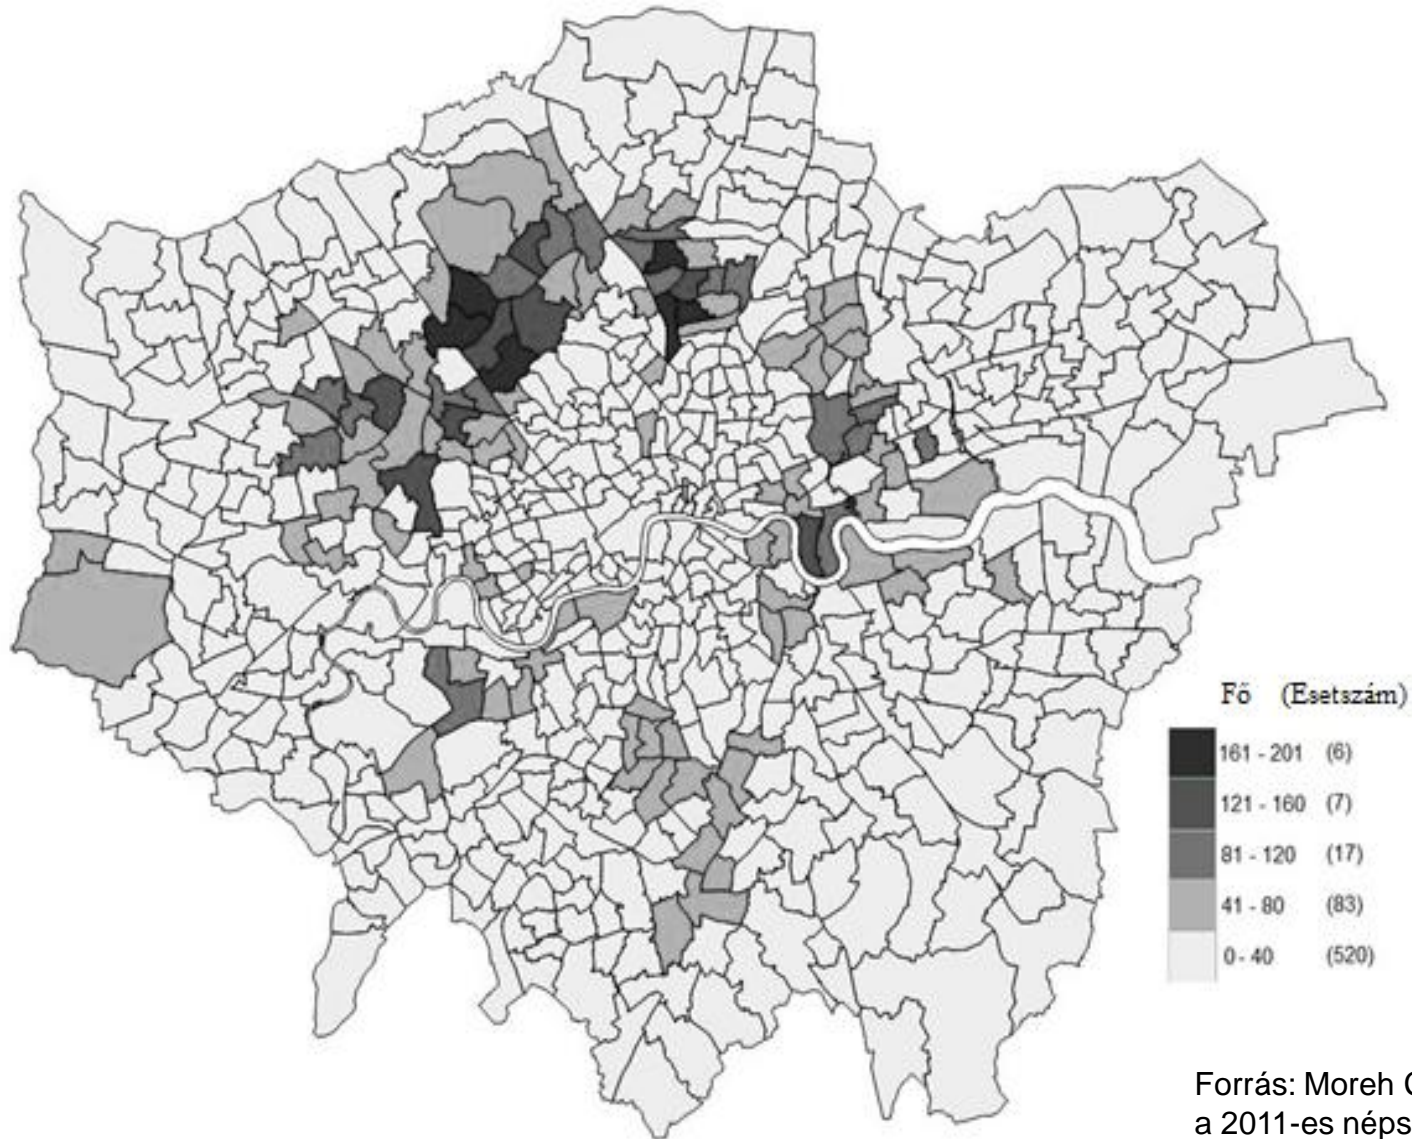 Fő (Esetszám)
161 - 201 (6)
121 - 160 (7)
81 - 120 (17)
41 - 80 (83)
0 - 40 (520)
Forrás: Moreh
a 2011-es